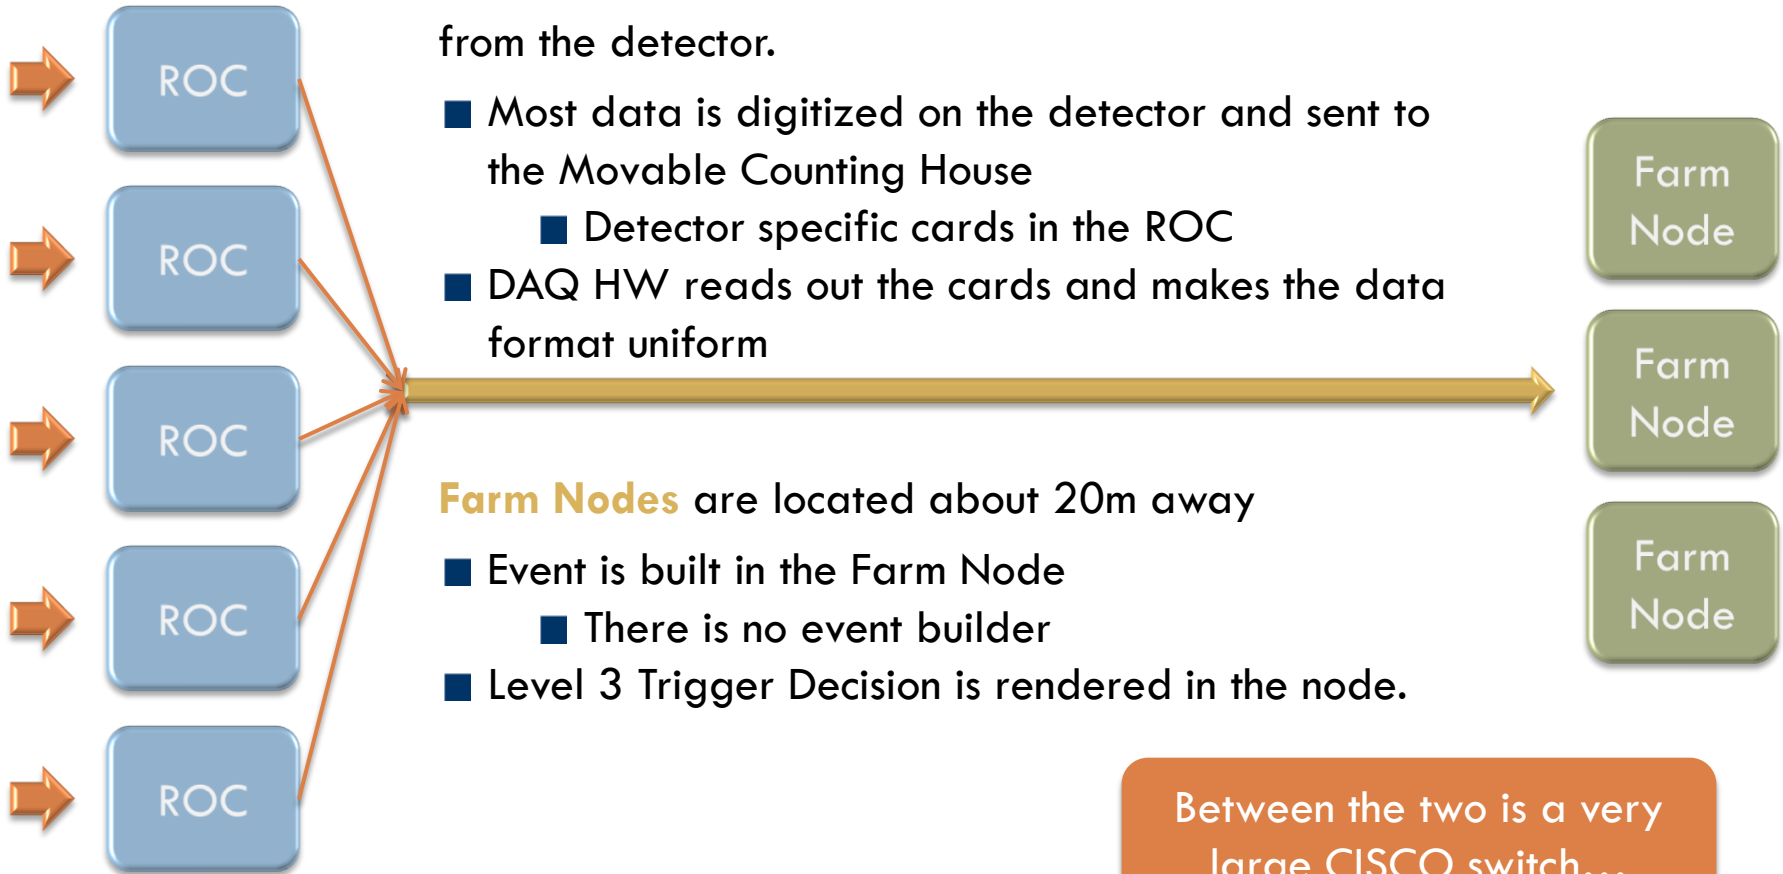 ROC
ROC
ROC
ROC
ROC
from the detector.
Most data is digitized on the detector and sent to
the Movable Counting House
Detector specific cards in the ROC
DAQ HW reads out the cards and makes the data
format uniform
Farm Nodes are located about 20m away
Event is built in the Farm Node
There is no event builder
Level 3 Trigger Decision is rendered in the node.
Farm
Node
Farm
Node
Farm
Node
Between the two is a very
large CISCO switch...